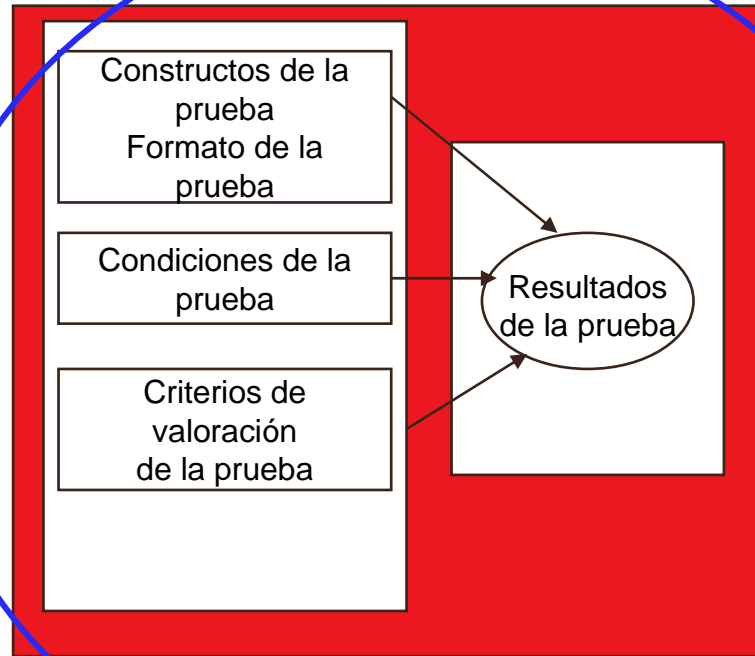 Constructos de la
prueba
Formato de la
prueba
Condiciones de la
prueba
Criterios de
valoración
de la prueba
Resultados
de la prueba